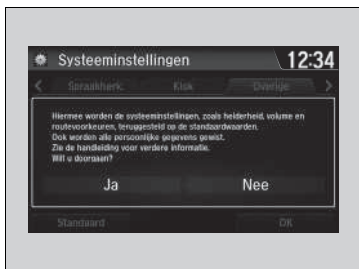 Systeeminstellingen 12:34
Spraakherk. Klok Overige
Hiermee worden de systeeminstellingen, zoals helderheid, volume en
routevoorkeuren, teruggesteld op de standaardwaarden.
Ook worden alle persoonlijke gegevens gewist.
Zie de handleiding voor verdere informatie.
Wilt u doorgaan?
Ja Nee
Standaard OK